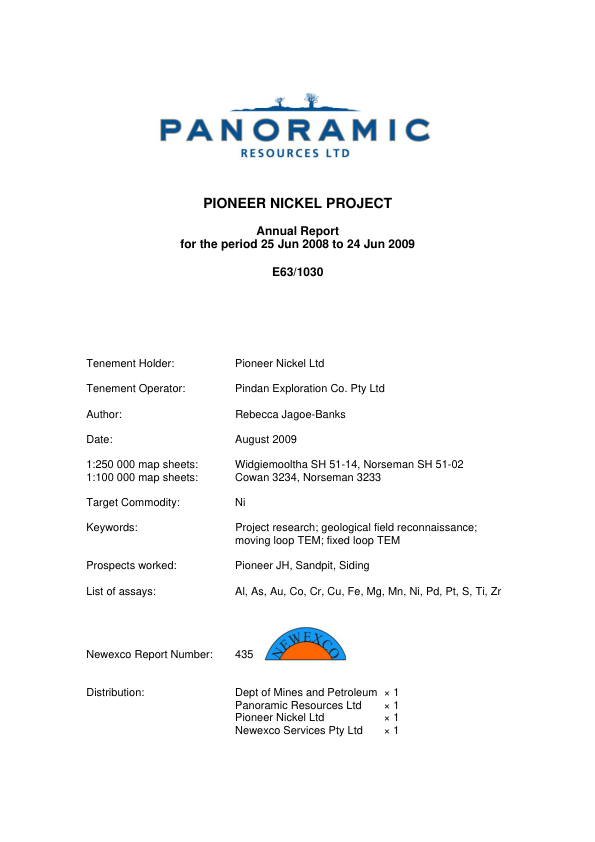 PANORAMIC
RESOURCES LTD
PIONEER NICKEL PROJECT
Annual Report
for the period 25 Jun 2008 to 24 Jun 2009
E63/1030
Tenement Holder: Pioneer Nickel Ltd
Tenement Operator: Pindan Exploration Co. Pty Ltd
Author: Rebecca Jagoe-Banks
Date: August 2009
1:250 000 map sheets: Widgiemooltha SH 51-14, Norseman SH 51-02
1:100 000 map sheets: Cowan 3234, Norseman 3233
Target Commodity: Ni
Keywords: Project research; geological field reconnaissance;
moving loop TEM; fixed loop TEM
Prospects worked: Pioneer JH, Sandpit, Siding
List of assays: Al, As, Au, Co, Cr, Cu, Fe, Mg, Mn, Ni, Pd, Pt, S, Ti, Zr
NEWEXCO
Newexco Report Number: 435
Distribution: Dept of Mines and Petroleum × 1
Panoramic Resources Ltd × 1
Pioneer Nickel Ltd × 1
Newexco Services Pty Ltd × 1